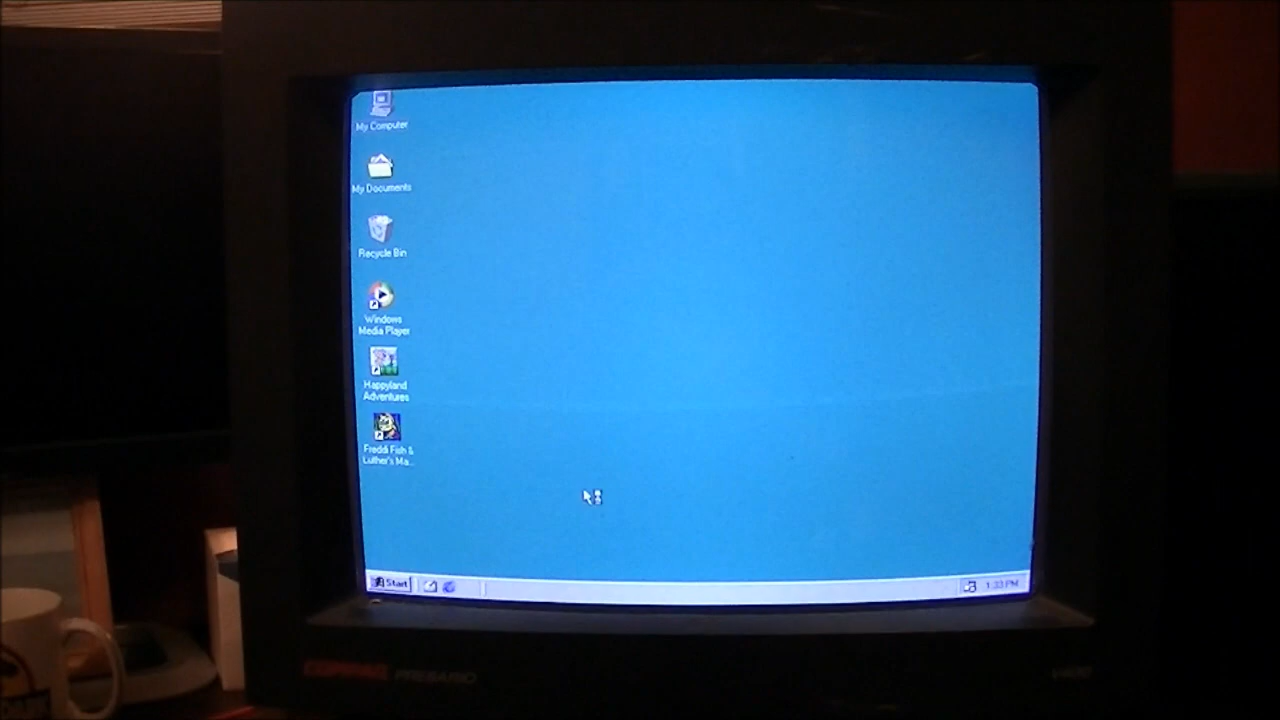 My Computer
My Documents
Recycle Bin
Windows
Media Player
Happyland
Adventures
Freddi Fish &
Luther's Ma...
Start
1:33 PM
COMPAQ PRESARIO